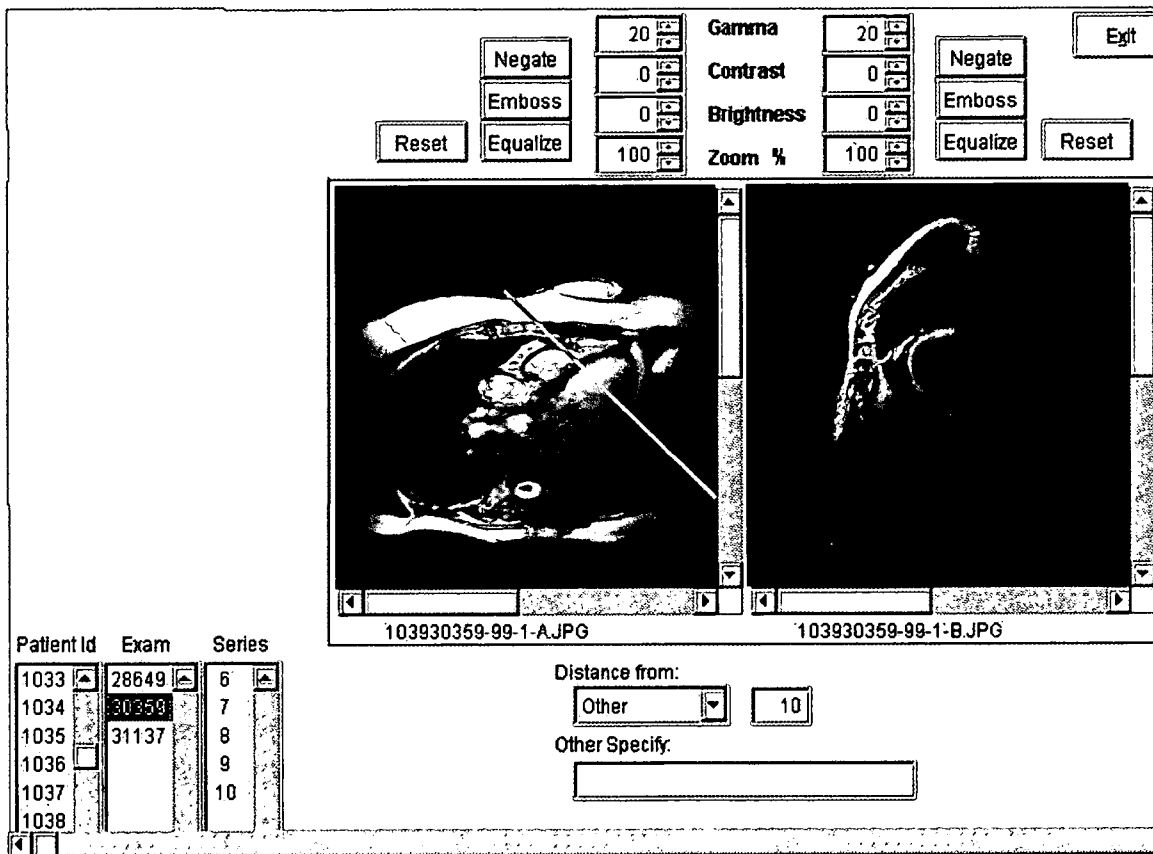 20 Gamma 20 Exit
Negate Negate
0 Contrast 0
Emboss Emboss
0 Brightness 0
Reset Equalize Equalize Reset
100 Zoom % 100
103930359-99-1-A.JPG 103930359-99-1-B.JPG
Patient Id Exam Series
1033 28649 6
1034 30359 7
1035 31137 8
1036 9
1037 10
1038
Distance from:
Other 10
Other Specify: